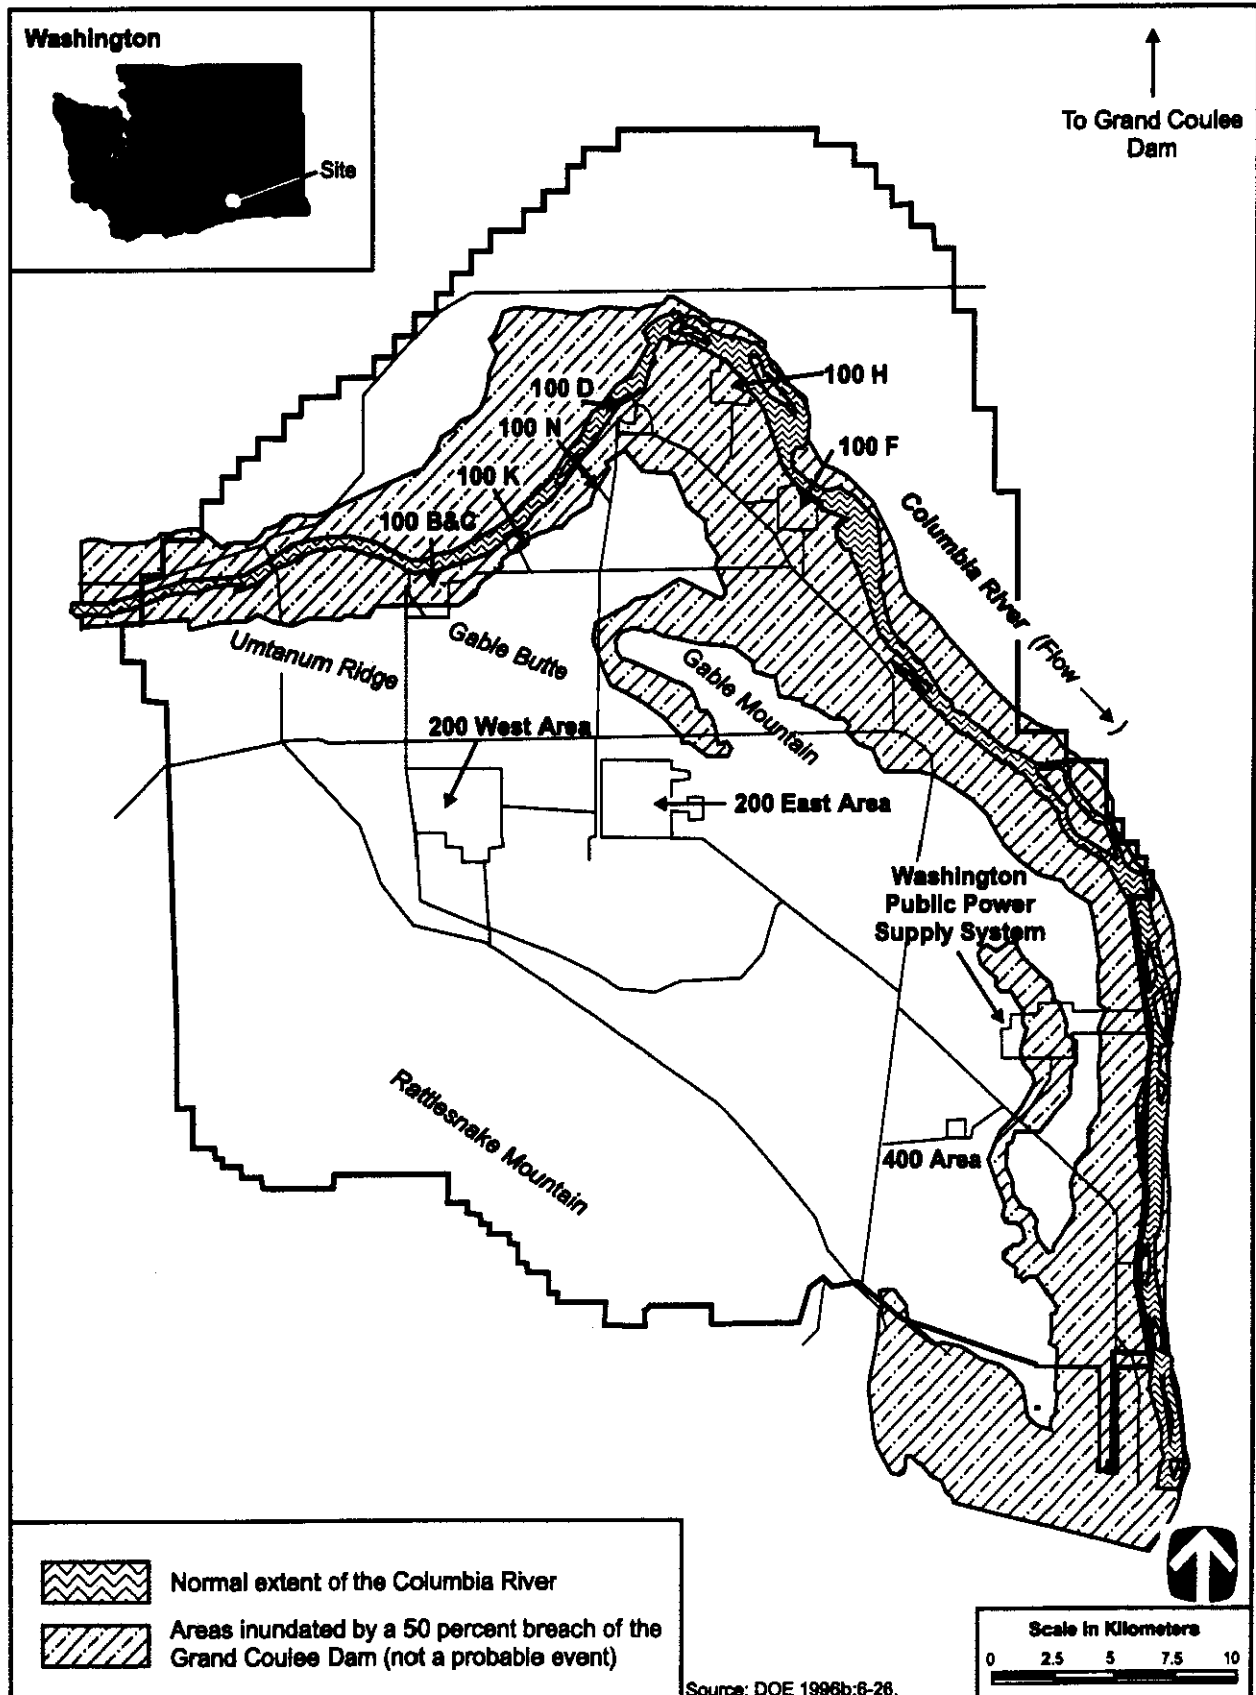 Washington
Site
To Grand Coulee
Dam
100 H
100 D
100 N
100 F
100 K
100 B&C
Columbia River (Flow
)
Umtanum Ridge
Gable Butte
Gable Mountain
200 West Area
200 East Area
Washington
Public Power
Supply System
Rattlesnake Mountain
400 Area
Normal extent of the Columbia River
Areas inundated by a 50 percent breach of the
Grand Coulee Dam (not a probable event)
Scale in Kilometers
0 2.5 5 7.5 10
Source: DOE 1996b:6-26.